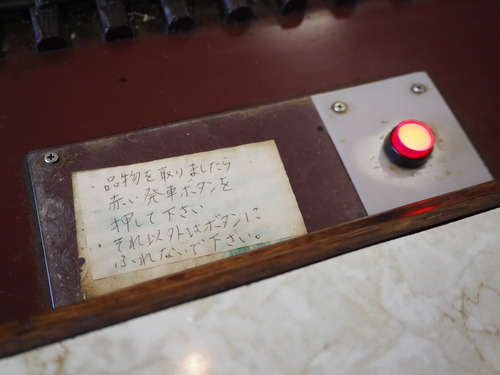 ・品物を取りましたら
赤い発車ボタンを
押して下さい
・それ以外はボタンに
ふれないで下さい。